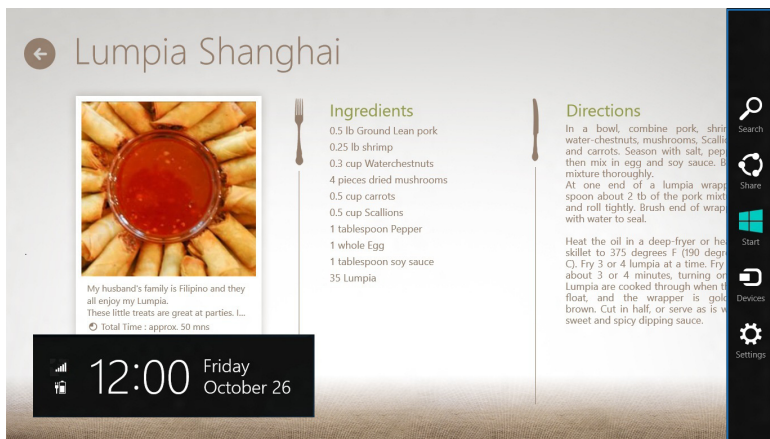 Lumpia Shanghai
My husband's family is Filipino and they
all enjoy my Lumpia.
These little treats are great at parties. I...
Total Time : approx. 50 mns
Ingredients
0.5 lb Ground Lean pork
0.25 lb shrimp
0.3 cup Waterchestnuts
4 pieces dried mushrooms
0.5 cup carrots
0.5 cup Scallions
1 tablespoon Pepper
1 whole Egg
1 tablespoon soy sauce
35 Lumpia
Directions
In a bowl, combine pork,
water-chestnuts, mushrooms,
and carrots. Season with salt,
then mix in egg and soy sauce.
mixture thoroughly.
At one end of a lumpia
spoon about 2 tb of the pork
and roll tightly. Brush end of
with water to seal.
Heat the oil in a deep-fryer or
skillet to 375 degrees F (190
C). Fry 3 or 4 lumpia at a time. Fry
about 3 or 4 minutes, turning
Lumpia are cooked through when
float, and the wrapper is
brown. Cut in half, or serve as is
sweet and spicy dipping sauce.
Search
Share
Start
Devices
Settings
12:00
Friday
October 26